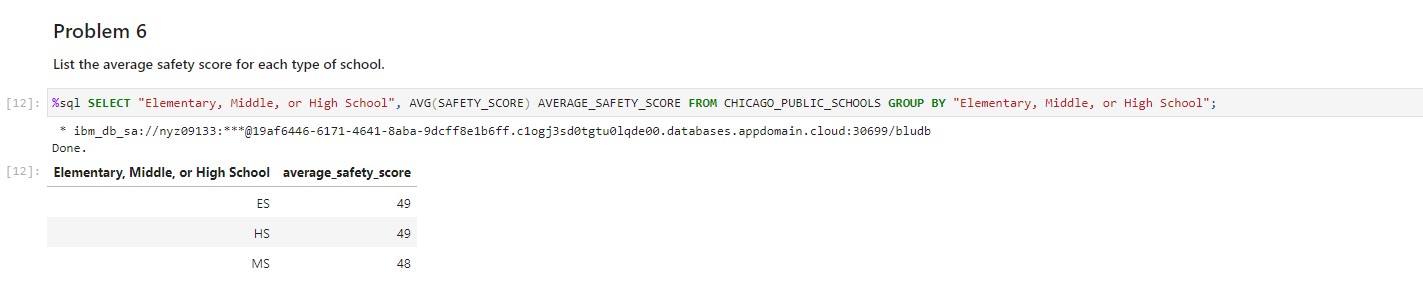 Problem 6
List the average safety score for each type of school.
[12]: %sql SELECT "Elementary, Middle, or High School", AVG(SAFETY_SCORE) AVERAGE_SAFETY_SCORE FROM CHICAGO_PUBLIC_SCHOOLS GROUP BY "Elementary, Middle, or High School";
* ibm_db_sa://nyz09133:***@19af6446-6171-4641-8aba-9dcff8e1b6ff.c1ogj3sd0tgtu0lqde00.databases.appdomain.cloud:30699/bludb
Done.
[12]: Elementary, Middle, or High School average_safety_score
ES 49
HS 49
MS 48